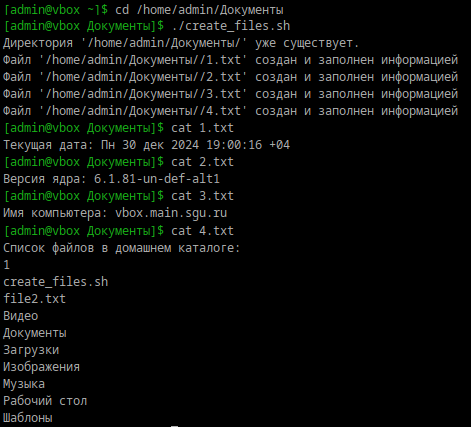 [admin@vbox ~]$ cd /home/admin/Документы
[admin@vbox Документы]$ ./create_files.sh
Директория '/home/admin/Документы/' уже существует.
Файл '/home/admin/Документы//1.txt' создан и заполнен информацией
Файл '/home/admin/Документы//2.txt' создан и заполнен информацией
Файл '/home/admin/Документы//3.txt' создан и заполнен информацией
Файл '/home/admin/Документы//4.txt' создан и заполнен информацией
[admin@vbox Документы]$ cat 1.txt
Текущая дата: Пн 30 дек 2024 19:00:16 +04
[admin@vbox Документы]$ cat 2.txt
Версия ядра: 6.1.81-un-def-alt1
[admin@vbox Документы]$ cat 3.txt
Имя компьютера: vbox.main.sgu.ru
[admin@vbox Документы]$ cat 4.txt
Список файлов в домашнем каталоге:
1
create_files.sh
file2.txt
Видео
Документы
Загрузки
Изображения
Музыка
Рабочий стол
Шаблоны